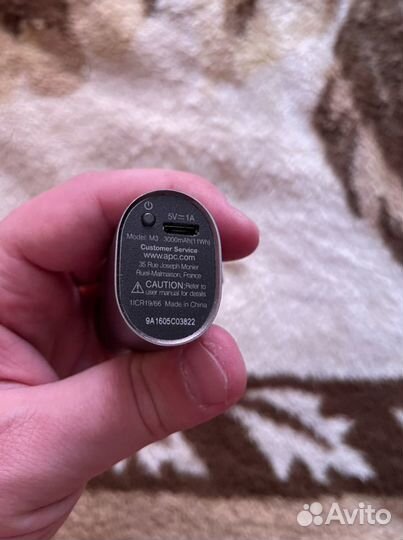 5V⎓1A
Model: M3 3000mAh(11Wh)
Customer Service
www.apc.com
35 Rue Joseph Monier
Rueil-Malmaison, France
CAUTION:Refer to
user manual for details
1ICR19/66 Made in China
9A1605C03822
Avito